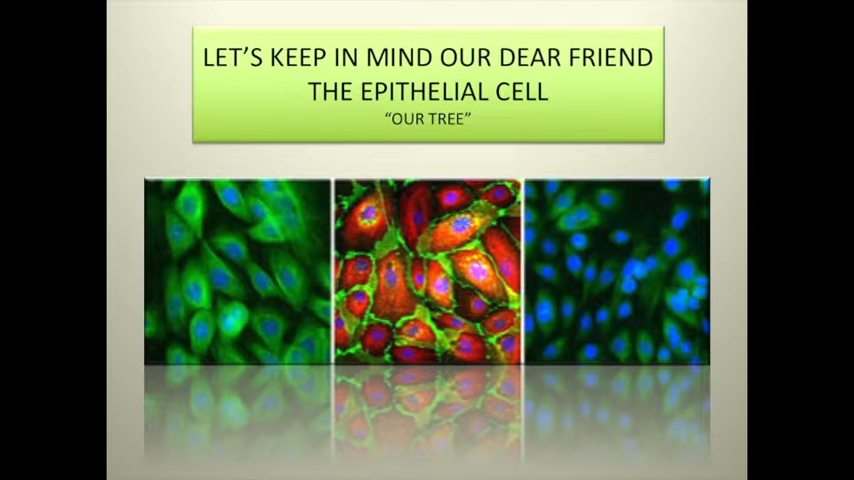 LET’S KEEP IN MIND OUR DEAR FRIEND
THE EPITHELIAL CELL
“OUR TREE”